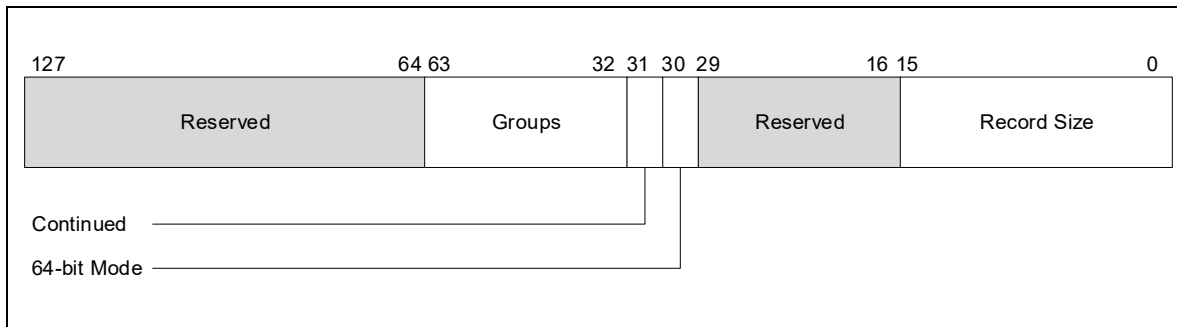 127 64 63 32 31 30 29 16 15 0
Reserved Groups Reserved Record Size
Continued
64-bit Mode